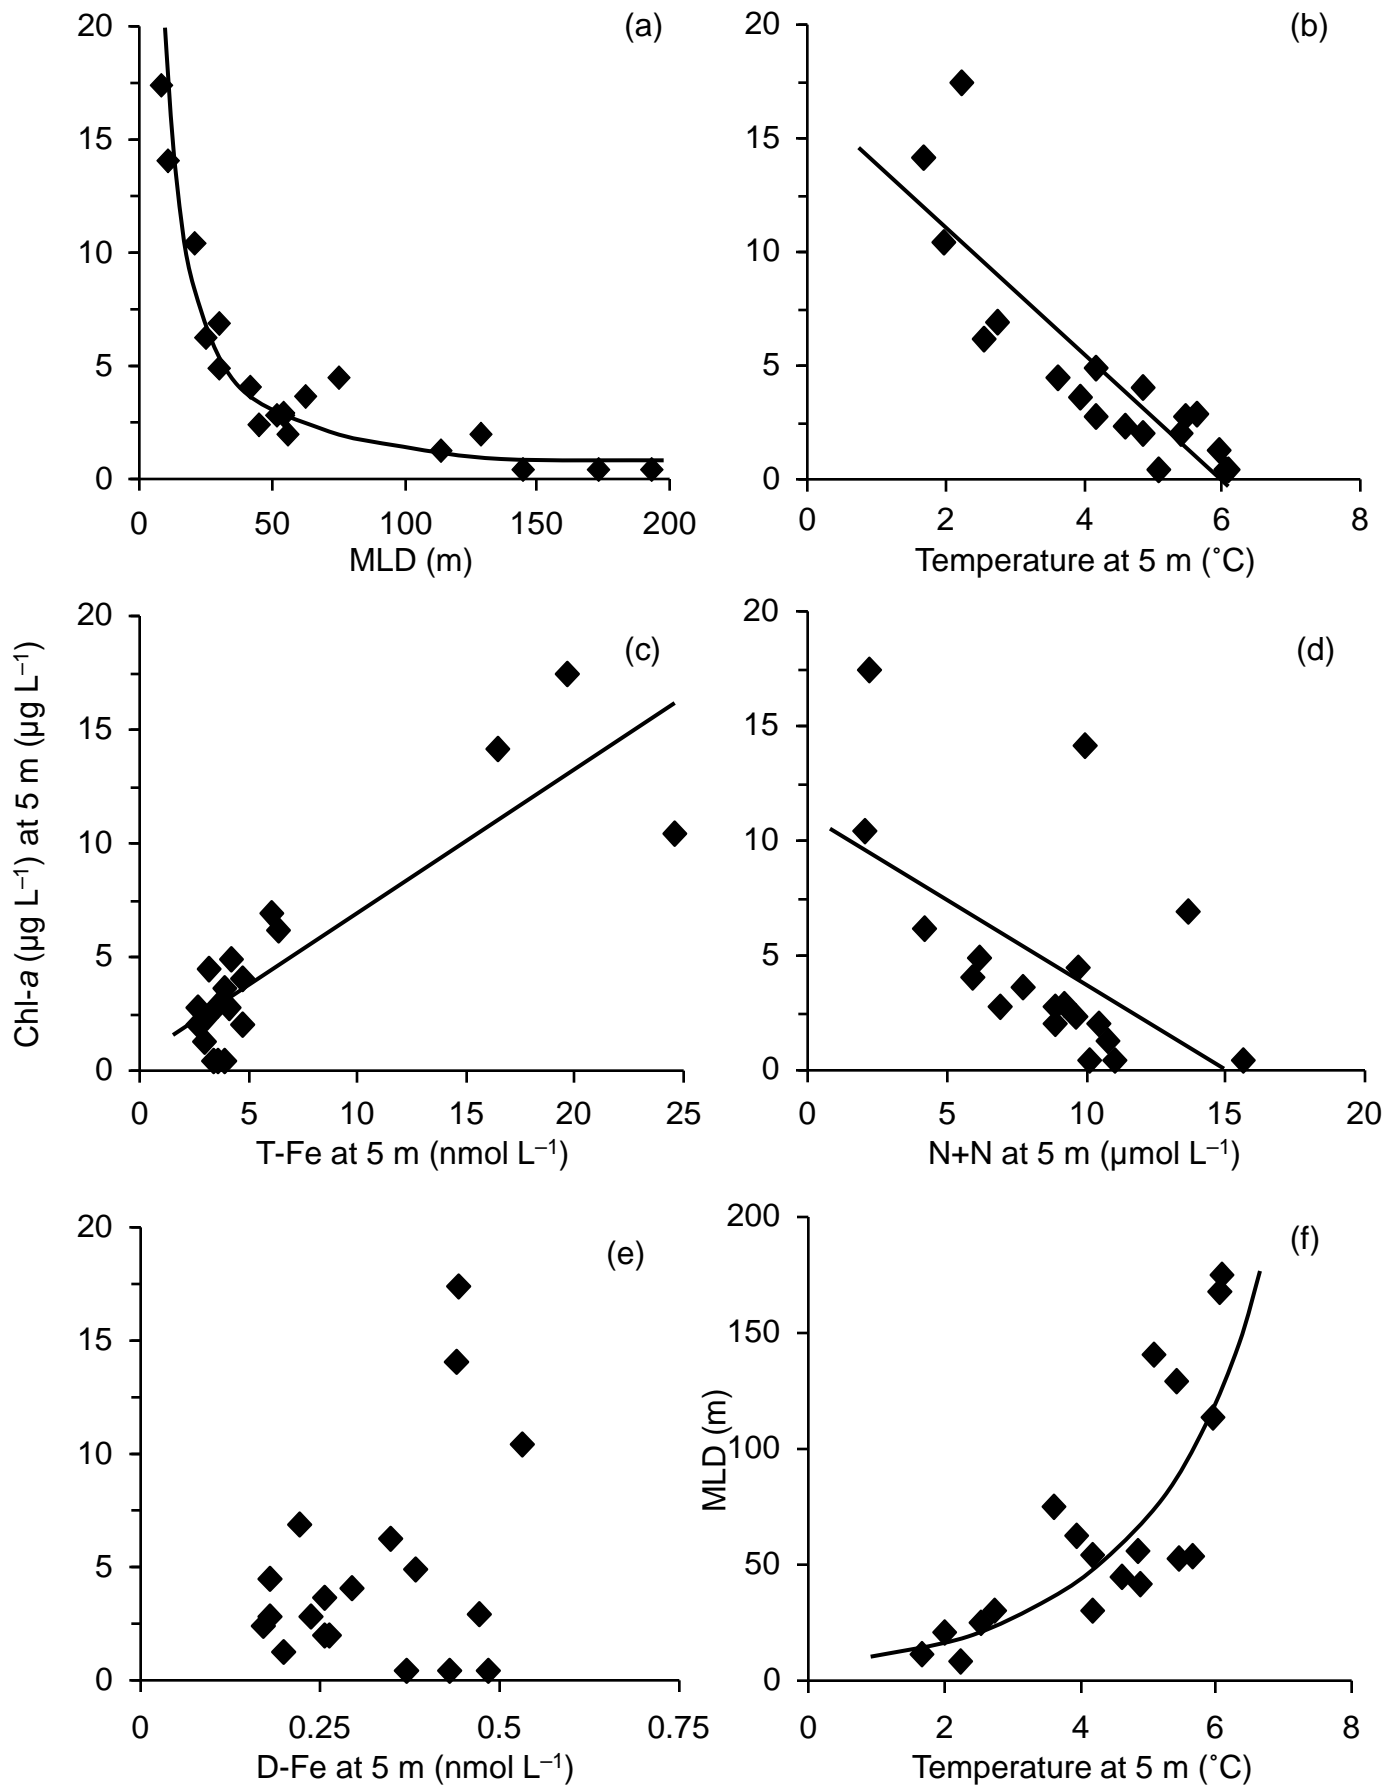 20
15
10
5
0
0 50 100 150 200
MLD (m)
(a)
20
15
10
5
0
0 2 4 6 8
Temperature at 5 m (˚C)
(b)
Chl-a (µg L–1) at 5 m (µg L–1)
20
15
10
5
0
0 5 10 15 20 25
T-Fe at 5 m (nmol L–1)
(c)
20
15
10
5
0
0 5 10 15 20
N+N at 5 m (µmol L–1)
(d)
20
15
10
5
0
0 0.25 0.5 0.75
D-Fe at 5 m (nmol L–1)
(e)
MLD (m)
200
150
100
50
0
0 2 4 6 8
Temperature at 5 m (˚C)
(f)